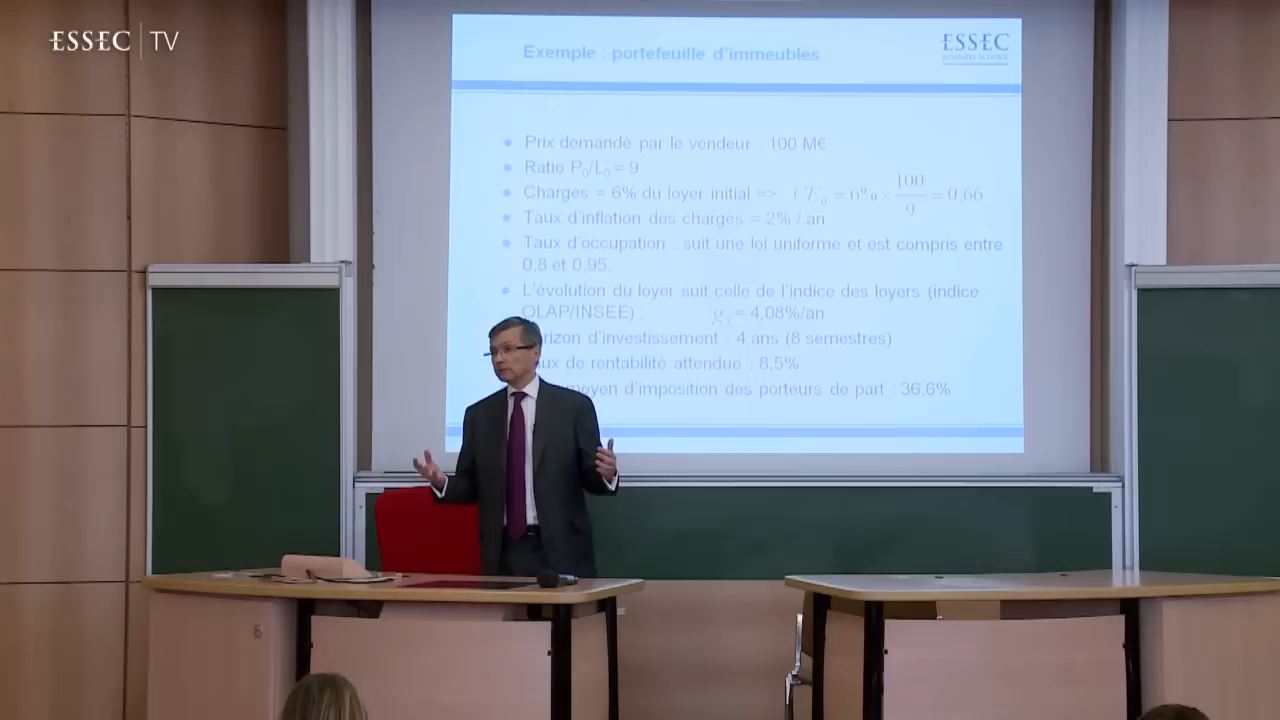 ESSEC TV
Exemple : portefeuille d'immeubles
ESSEC
BUSINESS SCHOOL
Prix demandé par le vendeur : 100 M€
Ratio P0/L0 = 9
Charges = 6% du loyer initial => = 6% × 100/9 = 0,66
Taux d'inflation des charges = 2% / an
Taux d'occupation : suit une loi uniforme et est compris entre
0,8 et 0,95.
L'évolution du loyer suit celle de l'indice des loyers (indice
OLAP/INSEE) : gL = 4,08%/an
rizon d'investissement : 4 ans (8 semestres)
ux de rentabilité attendue : 8,5%
moyen d'imposition des porteurs de part : 36,6%